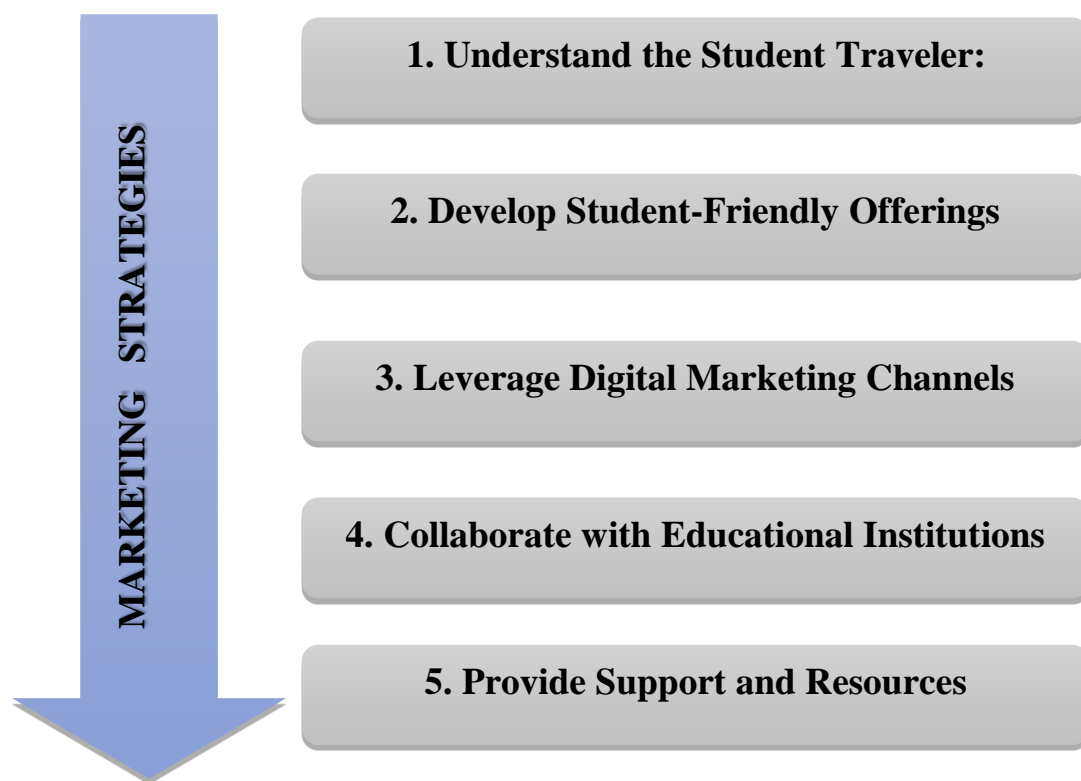 MARKETING STRATEGIES
1. Understand the Student Traveler:
2. Develop Student-Friendly Offerings
3. Leverage Digital Marketing Channels
4. Collaborate with Educational Institutions
5. Provide Support and Resources